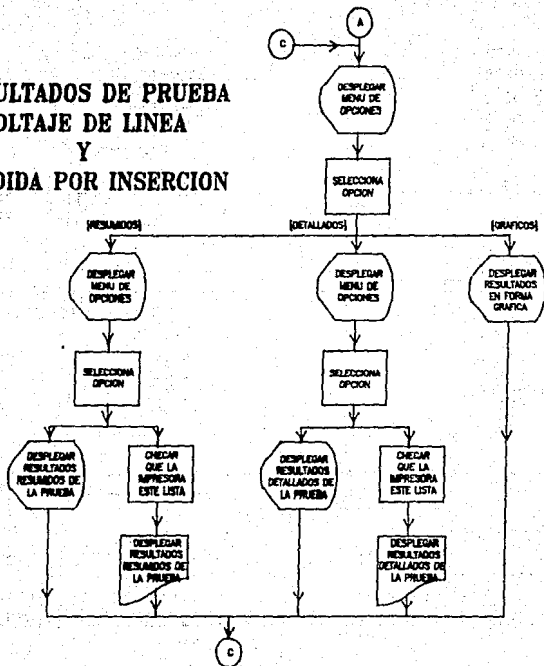 A
C
DESPLEGAR
MENU DE
OPCIONES
ULTADOS DE PRUEBA
OLTAJE DE LINEA
Y
DIDA POR INSERCION
SELECCIONA
OPCION
[RESUMIDOS]
[DETALLADOS]
[GRAFICOS]
DESPLEGAR
MENU DE
OPCIONES
DESPLEGAR
MENU DE
OPCIONES
DESPLEGAR
RESULTADOS
EN FORMA
GRAFICA
SELECCIONA
OPCION
SELECCIONA
OPCION
DESPLEGAR
RESULTADOS
RESUMIDOS DE
LA PRUEBA
CHECAR
QUE LA
IMPRESORA
ESTE LISTA
DESPLEGAR
RESULTADOS
DETALLADOS DE
LA PRUEBA
CHECAR
QUE LA
IMPRESORA
ESTE LISTA
DESPLEGAR
RESULTADOS
RESUMIDOS DE
LA PRUEBA
DESPLEGAR
RESULTADOS
DETALLADOS DE
LA PRUEBA
C